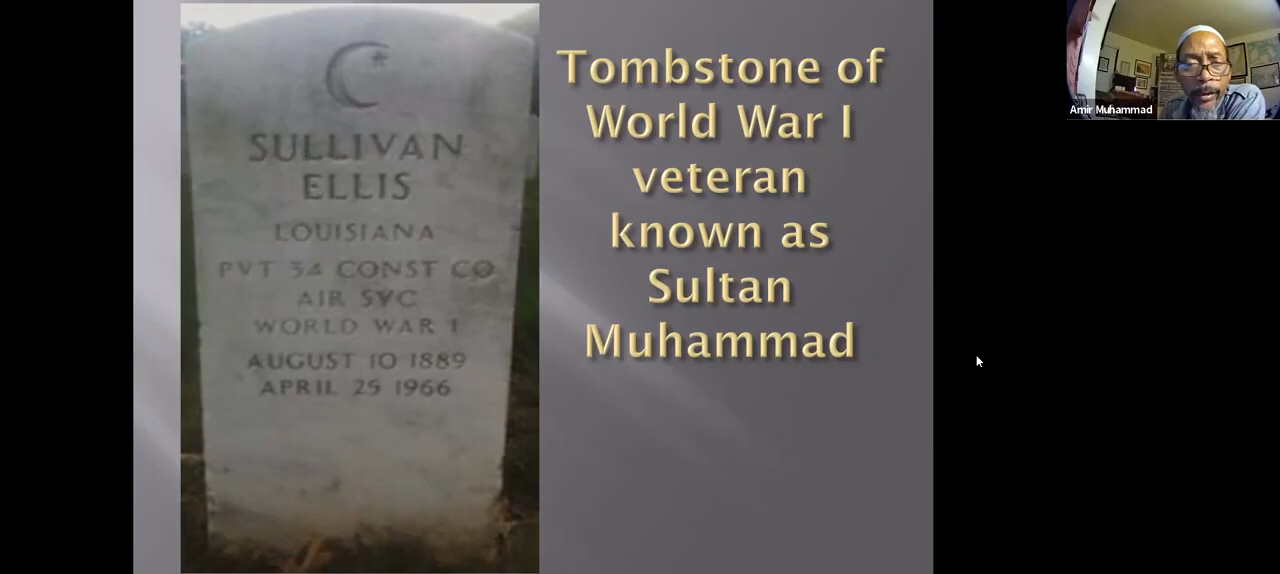 SULLIVAN
ELLIS
LOUISIANA
PVT 34 CONST CO
AIR SVC
WORLD WAR I
AUGUST 10 1889
APRIL 25 1966
Tombstone of
World War I
veteran
known as
Sultan
Muhammad
Amir Muhammad